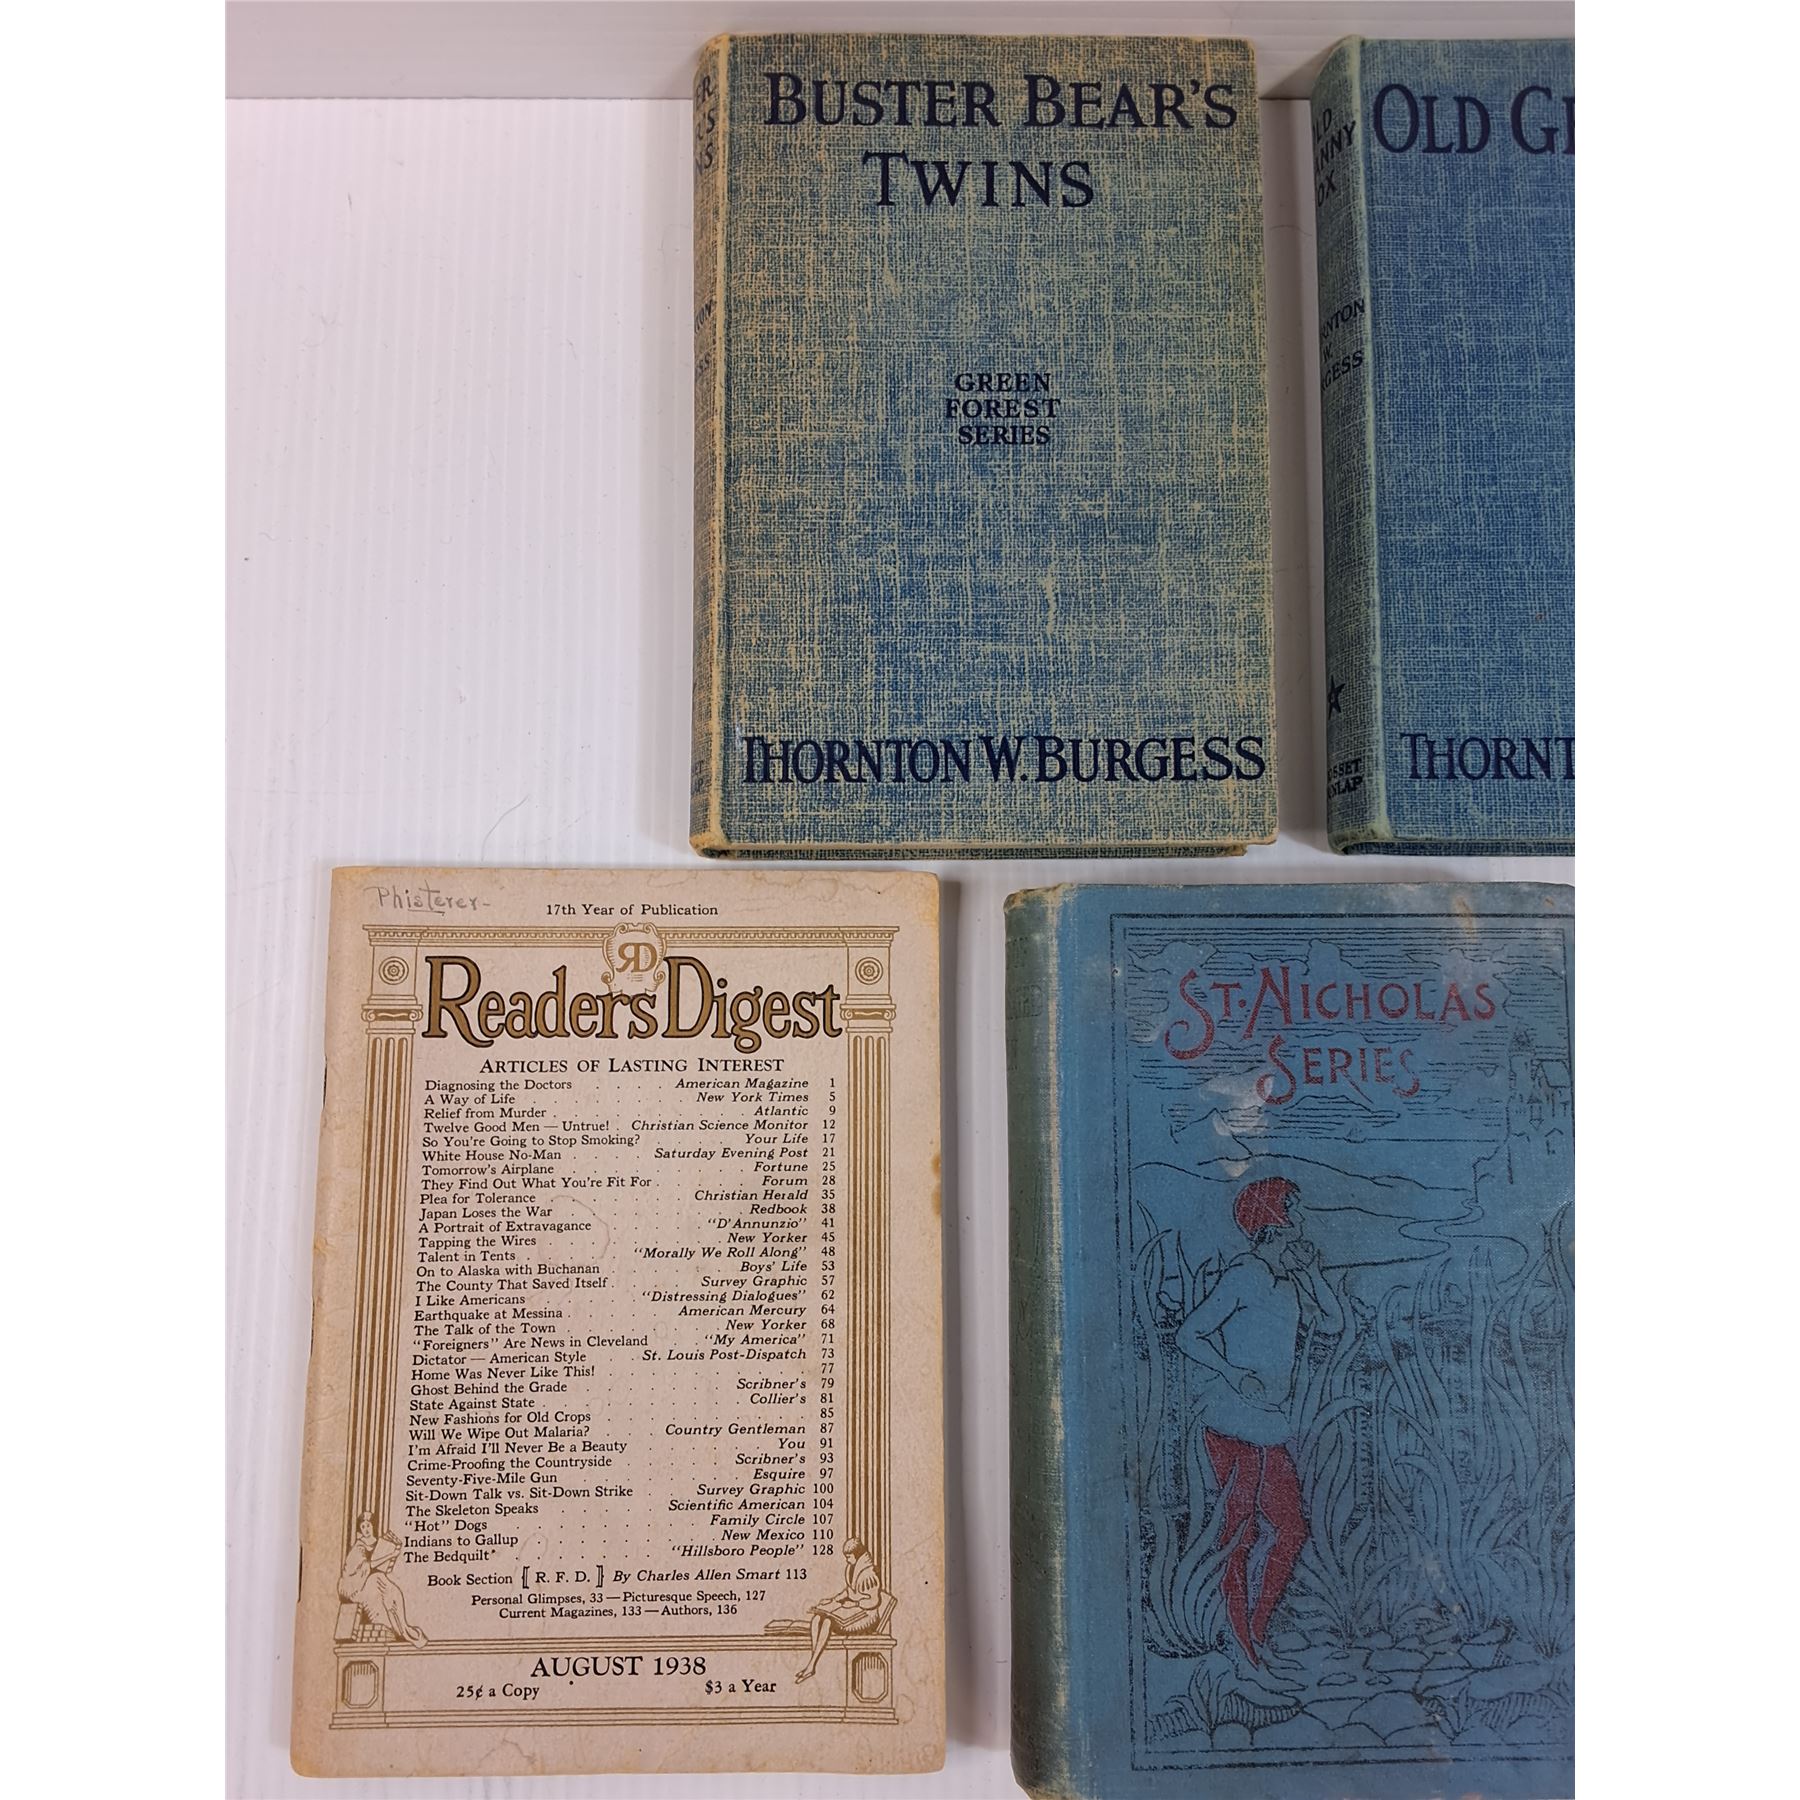 BUSTER BEAR'S
TWINS
GREEN
FOREST
SERIES
THORNTON W. BURGESS
OLD
Phisterer-
17th Year of Publication
RD
Readers Digest
ARTICLES OF LASTING INTEREST
Diagnosing the Doctors . . . . American Magazine 1
A Way of Life . . . . . . . . New York Times 5
Relief from Murder . . . . . . . . . Atlantic 9
Twelve Good Men — Untrue! . Christian Science Monitor 12
So You're Going to Stop Smoking? . . . . Your Life 17
White House No-Man . . . . Saturday Evening Post 21
Tomorrow's Airplane . . . . . . . . Fortune 25
They Find Out What You're Fit For . . . . . Forum 28
Plea for Tolerance . . . . . . . Christian Herald 35
Japan Loses the War . . . . . . . . Redbook 38
A Portrait of Extravagance . . . . . "D'Annunzio" 41
Tapping the Wires . . . . . . . . New Yorker 45
Talent in Tents . . . . . "Morally We Roll Along" 48
On to Alaska with Buchanan . . . . . . Boys' Life 53
The County That Saved Itself . . . . Survey Graphic 57
I Like Americans . . . . . "Distressing Dialogues" 62
Earthquake at Messina . . . . . American Mercury 64
The Talk of the Town . . . . . . . New Yorker 68
"Foreigners" Are News in Cleveland . . "My America" 71
Dictator — American Style . . St. Louis Post-Dispatch 73
Home Was Never Like This! . . . . . . . . . 77
Ghost Behind the Grade . . . . . . . Scribner's 79
State Against State . . . . . . . . . Collier's 81
New Fashions for Old Crops . . . . . . . . . 85
Will We Wipe Out Malaria? . . . Country Gentleman 87
I'm Afraid I'll Never Be a Beauty . . . . . . You 91
Crime-Proofing the Countryside . . . . . Scribner's 93
Seventy-Five-Mile Gun . . . . . . . . Esquire 97
Sit-Down Talk vs. Sit-Down Strike . . Survey Graphic 100
The Skeleton Speaks . . . . . Scientific American 104
"Hot" Dogs . . . . . . . . Family Circle 107
Indians to Gallup . . . . . . . . New Mexico 110
The Bedquilt . . . . . . . "Hillsboro People" 128
Book Section [ R. F. D. ] By Charles Allen Smart 113
Personal Glimpses, 33 — Picturesque Speech, 127
Current Magazines, 133 — Authors, 136
AUGUST 1938
25¢ a Copy $3 a Year
ST. NICHOLAS
SERIES